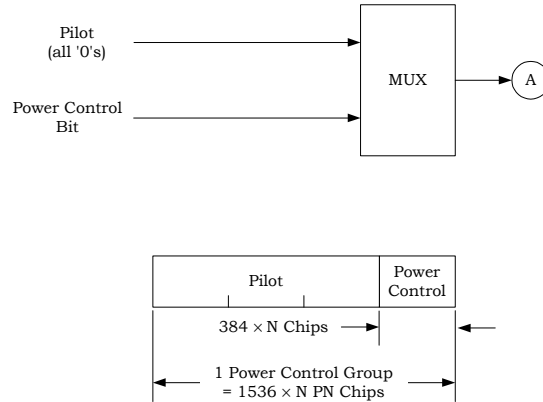 Pilot
(all '0's)
MUX
A
Power Control
Bit
Pilot
Power
Control
384 × N Chips
1 Power Control Group
= 1536 × N PN Chips